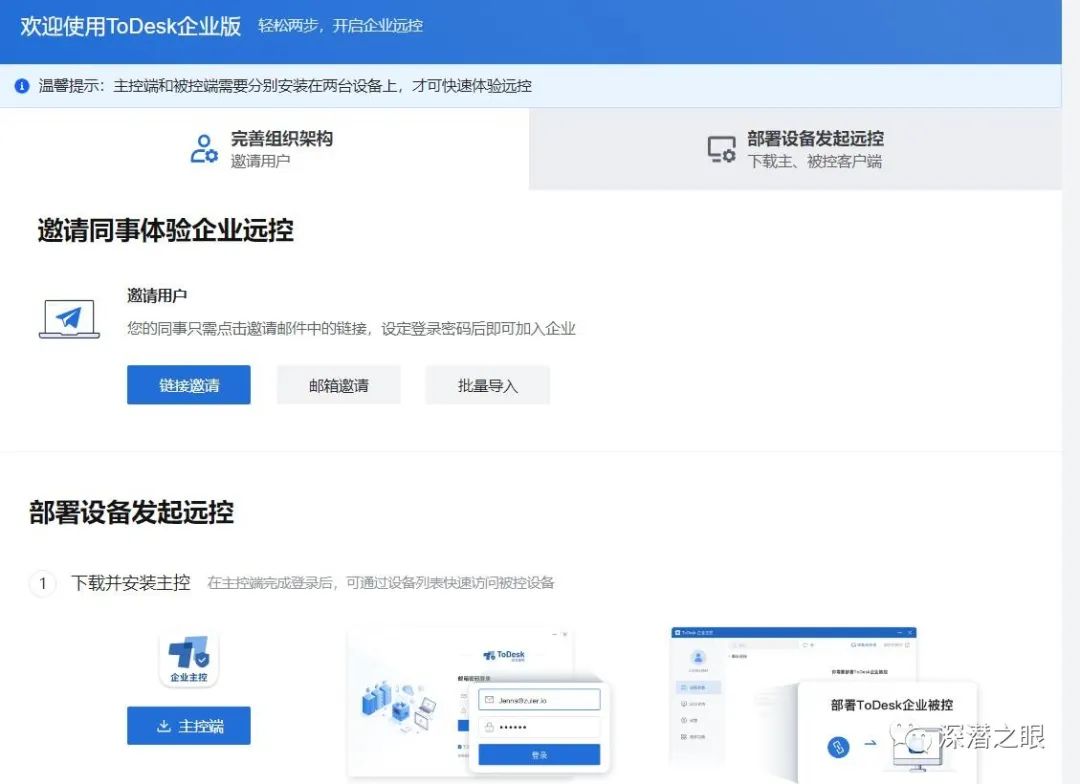 欢迎使用ToDesk企业版 轻松两步，开启企业远控
温馨提示：主控端和被控端需要分别安装在两台设备上，才可快速体验远控
完善组织架构
邀请用户
部署设备发起远控
下载主、被控客户端
邀请同事体验企业远控
邀请用户
您的同事只需点击邀请邮件中的链接，设定登录密码后即可加入企业
链接邀请 邮箱邀请 批量导入
部署设备发起远控
1 下载并安装主控 在主控端完成登录后，可通过设备列表快速访问被控设备
企业主控
主控端
ToDesk
登录
ToDesk 企业主控
部署ToDesk企业被控
深潜之眼